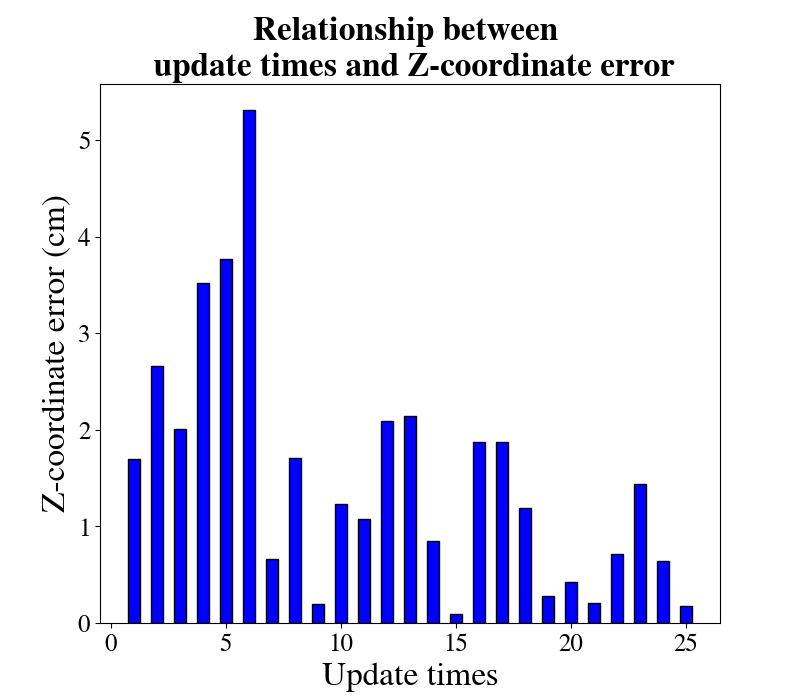 Relationship between
update times and Z-coordinate error
5
4
3
2
1
0
Z-coordinate error (cm)
0 5 10 15 20 25
Update times